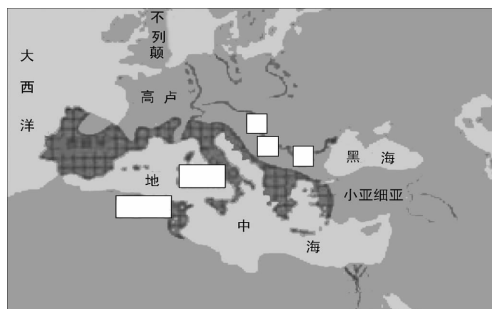 大西洋
不列颠
高卢
黑海
地中海
小亚细亚